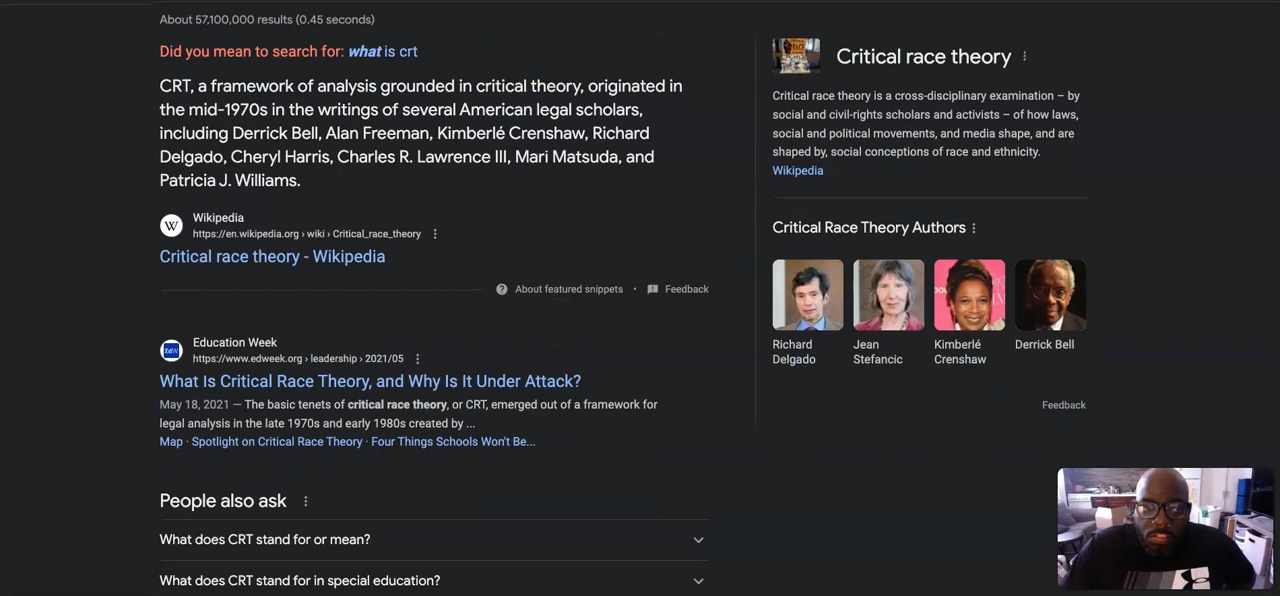 About 57,100,000 results (0.45 seconds)
Did you mean to search for: what is crt
CRT, a framework of analysis grounded in critical theory, originated in
the mid-1970s in the writings of several American legal scholars,
including Derrick Bell, Alan Freeman, Kimberlé Crenshaw, Richard
Delgado, Cheryl Harris, Charles R. Lawrence III, Mari Matsuda, and
Patricia J. Williams.
W
Wikipedia
https://en.wikipedia.org › wiki › Critical_race_theory
Critical race theory - Wikipedia
About featured snippets • Feedback
EdW
Education Week
https://www.edweek.org › leadership › 2021/05
What Is Critical Race Theory, and Why Is It Under Attack?
May 18, 2021 — The basic tenets of critical race theory, or CRT, emerged out of a framework for
legal analysis in the late 1970s and early 1980s created by ...
Map · Spotlight on Critical Race Theory · Four Things Schools Won't Be...
People also ask
What does CRT stand for or mean?
What does CRT stand for in special education?
Critical race theory
Critical race theory is a cross-disciplinary examination – by
social and civil-rights scholars and activists – of how laws,
social and political movements, and media shape, and are
shaped by, social conceptions of race and ethnicity.
Wikipedia
Critical Race Theory Authors
Richard
Delgado
Jean
Stefancic
Kimberlé
Crenshaw
Derrick Bell
Feedback